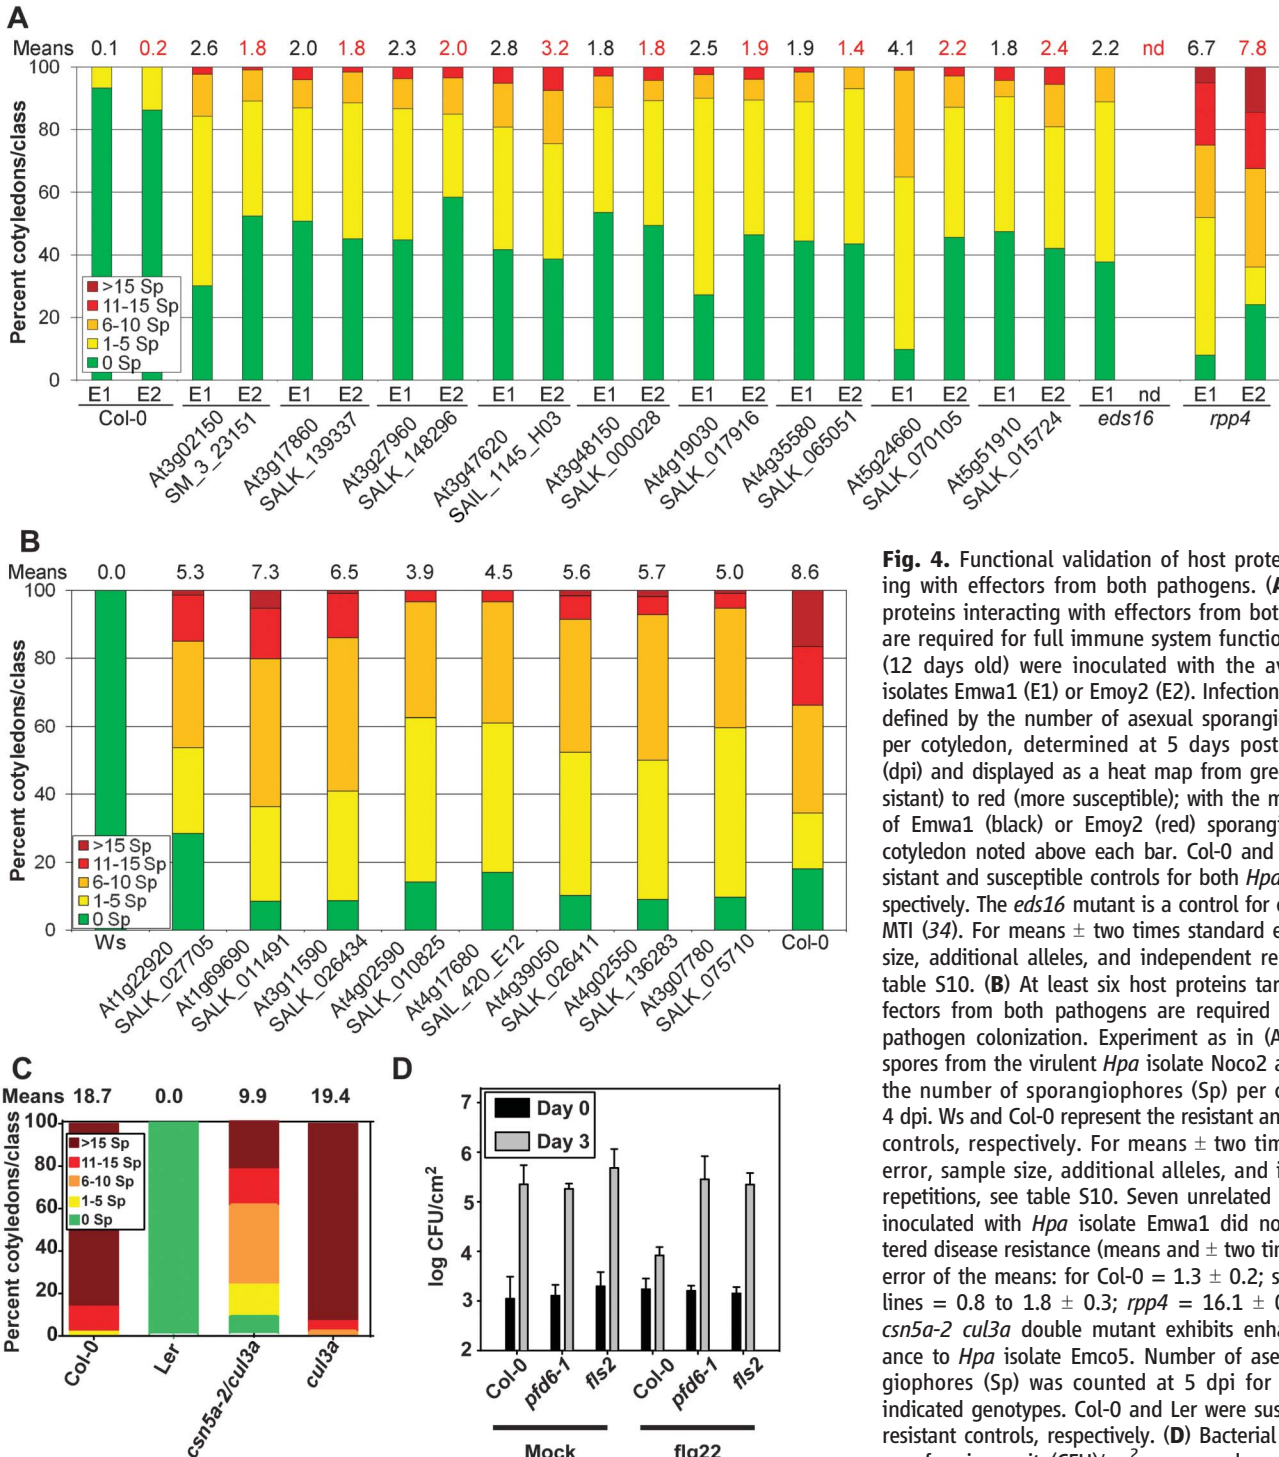 A
Means 0.1 0.2 2.6 1.8 2.0 1.8 2.3 2.0 2.8 3.2 1.8 1.8 2.5 1.9 1.9 1.4 4.1 2.2 1.8 2.4 2.2 nd 6.7 7.8
Percent cotyledons/class
100
80
60
40
20
0
>15 Sp
11-15 Sp
6-10 Sp
1-5 Sp
0 Sp
E1 E2 E1 E2 E1 E2 E1 E2 E1 E2 E1 E2 E1 E2 E1 E2 E1 E2 E1 E2 E1 nd E1 E2
Col-0
At3g02150
SM_3_23151
At3g17860
SALK_139337
At3g27960
SALK_148296
At3g47620
SAIL_1145_H03
At3g48150
SALK_000028
At4g19030
SALK_017916
At4g35580
SALK_065051
At5g24660
SALK_070105
At5g51910
SALK_015724
eds16
rpp4
B
Means 0.0 5.3 7.3 6.5 3.9 4.5 5.6 5.7 5.0 8.6
Percent cotyledons/class
100
80
60
40
20
0
>15 Sp
11-15 Sp
6-10 Sp
1-5 Sp
0 Sp
Ws
At1g22920
SALK_027705
At1g69690
SALK_011491
At3g11590
SALK_026434
At4g02590
SALK_010825
At4g17680
SAIL_420_E12
At4g39050
SALK_026411
At4g02550
SALK_136283
At3g07780
SALK_075710
Col-0
C
Means 18.7 0.0 9.9 19.4
Percent cotyledons/class
100
80
60
40
20
0
>15 Sp
11-15 Sp
6-10 Sp
1-5 Sp
0 Sp
Col-0
Ler
csn5a-2/cul3a
cul3a
D
log CFU/cm2
7
6
5
4
3
2
Day 0
Day 3
Col-0
pfd6-1
fls2
Col-0
pfd6-1
fls2
Mock
flg22
Fig. 4. Functional validation of host prote
ing with effectors from both pathogens. (A
proteins interacting with effectors from bot
are required for full immune system functio
(12 days old) were inoculated with the av
isolates Emwa1 (E1) or Emoy2 (E2). Infection
defined by the number of asexual sporangi
per cotyledon, determined at 5 days post
(dpi) and displayed as a heat map from gre
sistant) to red (more susceptible); with the m
of Emwa1 (black) or Emoy2 (red) sporangi
cotyledon noted above each bar. Col-0 and
sistant and susceptible controls for both Hpa
spectively. The eds16 mutant is a control for
MTI (34). For means ± two times standard e
size, additional alleles, and independent re
table S10. (B) At least six host proteins tar
fectors from both pathogens are required
pathogen colonization. Experiment as in (A
spores from the virulent Hpa isolate Noco2 a
the number of sporangiophores (Sp) per c
4 dpi. Ws and Col-0 represent the resistant an
controls, respectively. For means ± two tim
error, sample size, additional alleles, and i
repetitions, see table S10. Seven unrelated
inoculated with Hpa isolate Emwa1 did no
tered disease resistance (means and ± two tin
error of the means: for Col-0 = 1.3 ± 0.2; s
lines = 0.8 to 1.8 ± 0.3; rpp4 = 16.1 ± 0
csn5a-2 cul3a double mutant exhibits enha
ance to Hpa isolate Emco5. Number of ase
giophores (Sp) was counted at 5 dpi for
indicated genotypes. Col-0 and Ler were sus
resistant controls, respectively. (D) Bacterial